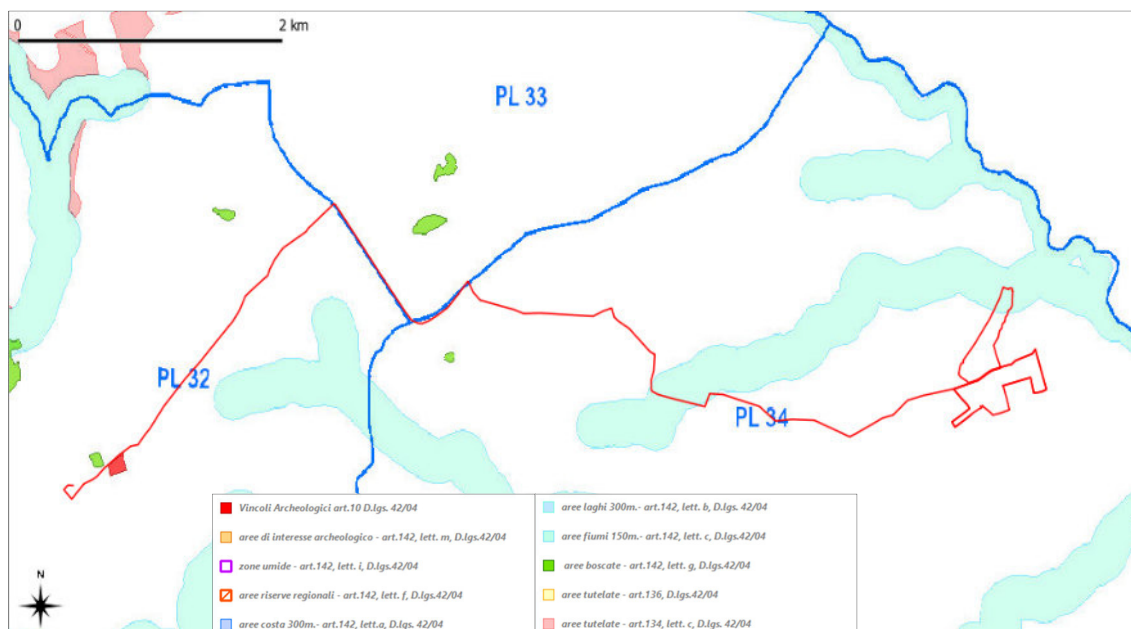 0 2 km
PL 33
PL 32
PL 34
Vincoli Archeologici art.10 D.lgs. 42/04
aree di interesse archeologico - art.142, lett. m, D.lgs.42/04
zone umide - art.142, lett. i, D.lgs.42/04
aree riserve regionali - art.142, lett. f, D.lgs.42/04
aree costa 300m.- art.142, lett.a, D.lgs. 42/04
aree laghi 300m.- art.142, lett. b, D.lgs. 42/04
aree fiumi 150m.- art.142, lett. c, D.lgs.42/04
aree boscate - art.142, lett. g, D.lgs.42/04
aree tutelate - art.136, D.lgs.42/04
aree tutelate - art.134, lett. c, D.lgs. 42/04
N